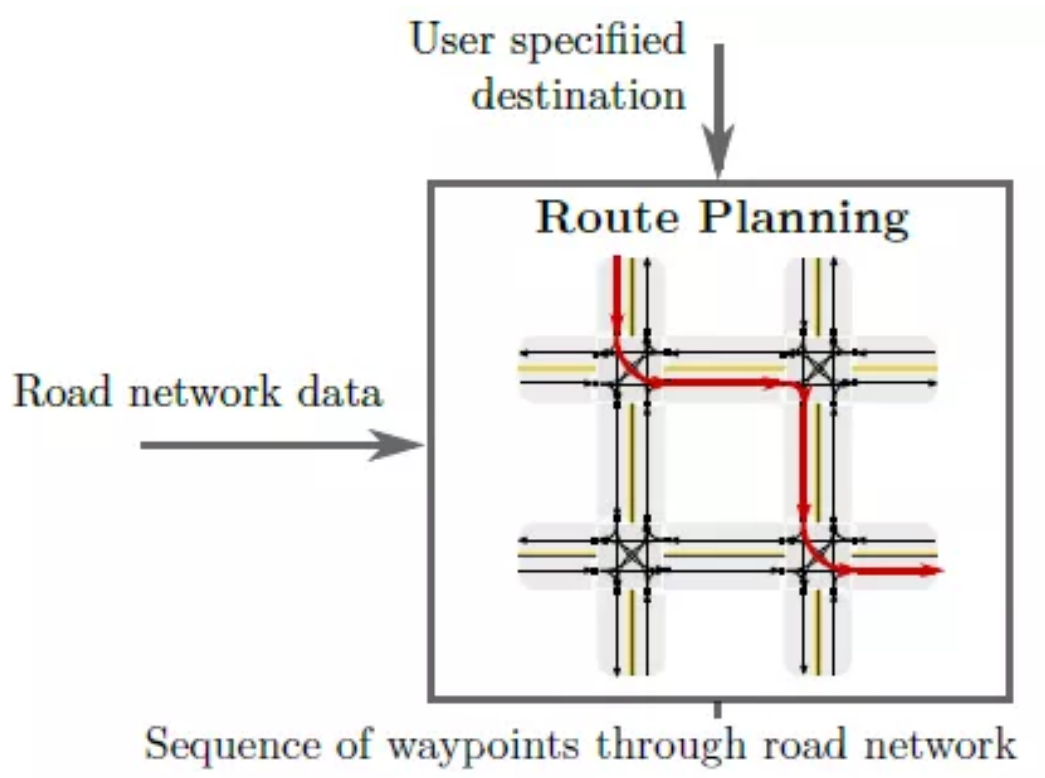 User specifiied
destination
Route Planning
Road network data
Sequence of waypoints through road network